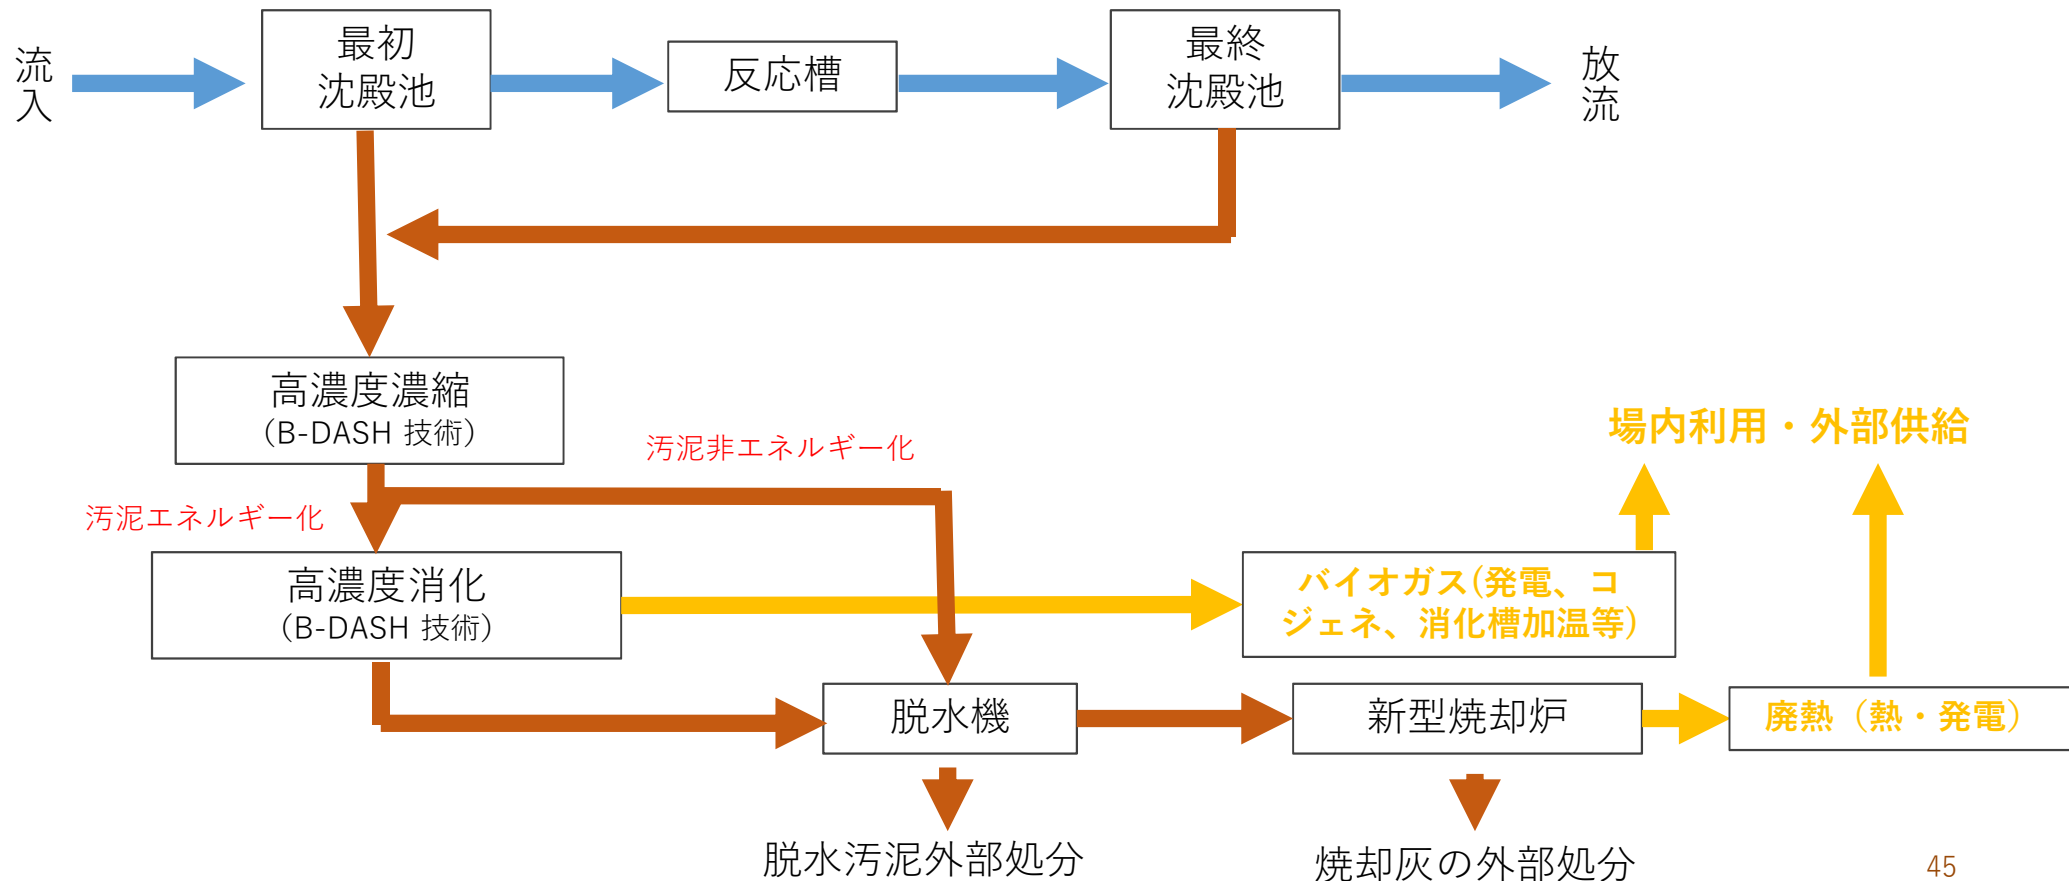 流入
最初
沈殿池
反応槽
最終
沈殿池
放流
高濃度濃縮
（B-DASH 技術）
汚泥非エネルギー化
場内利用・外部供給
汚泥エネルギー化
高濃度消化
（B-DASH 技術）
バイオガス(発電、コ
ジェネ、消化槽加温等)
脱水機
新型焼却炉
廃熱（熱・発電）
脱水汚泥外部処分
焼却灰の外部処分
45